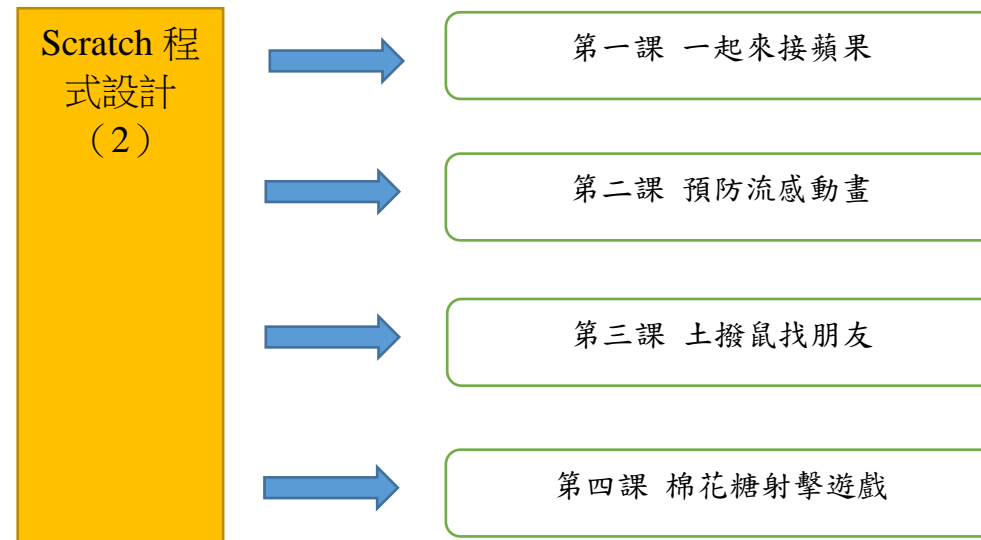 Scratch 程
式設計
（2）
第一課 一起來接蘋果
第二課 預防流感動畫
第三課 土撥鼠找朋友
第四課 棉花糖射擊遊戲